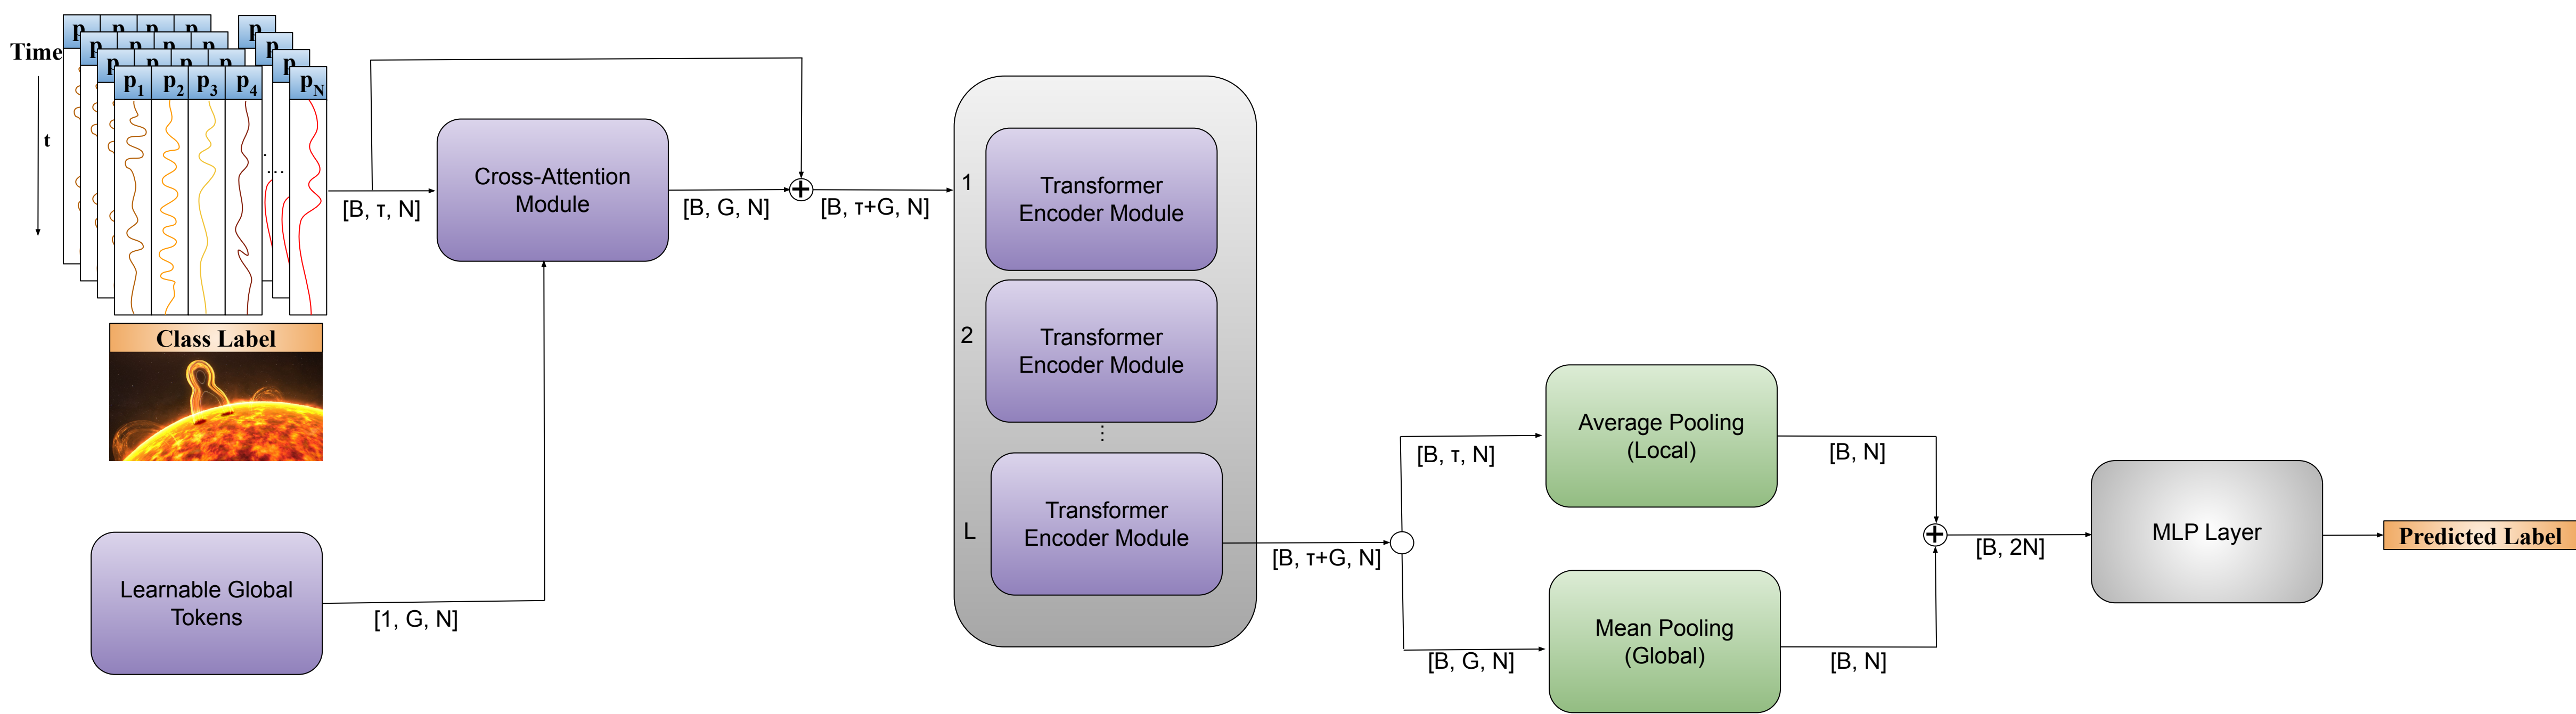 Time
t
p p p p p
p p p p p
p p p p p
p1 p2 p3 p4 ... pN
Class Label
[B, τ, N]
Cross-Attention
Module
[B, G, N]
+
[B, τ+G, N]
Learnable Global
Tokens
[1, G, N]
1
Transformer
Encoder Module
2
Transformer
Encoder Module
⋮
L
Transformer
Encoder Module
[B, τ+G, N]
[B, τ, N]
Average Pooling
(Local)
[B, N]
[B, G, N]
Mean Pooling
(Global)
[B, N]
+
[B, 2N]
MLP Layer
Predicted Label